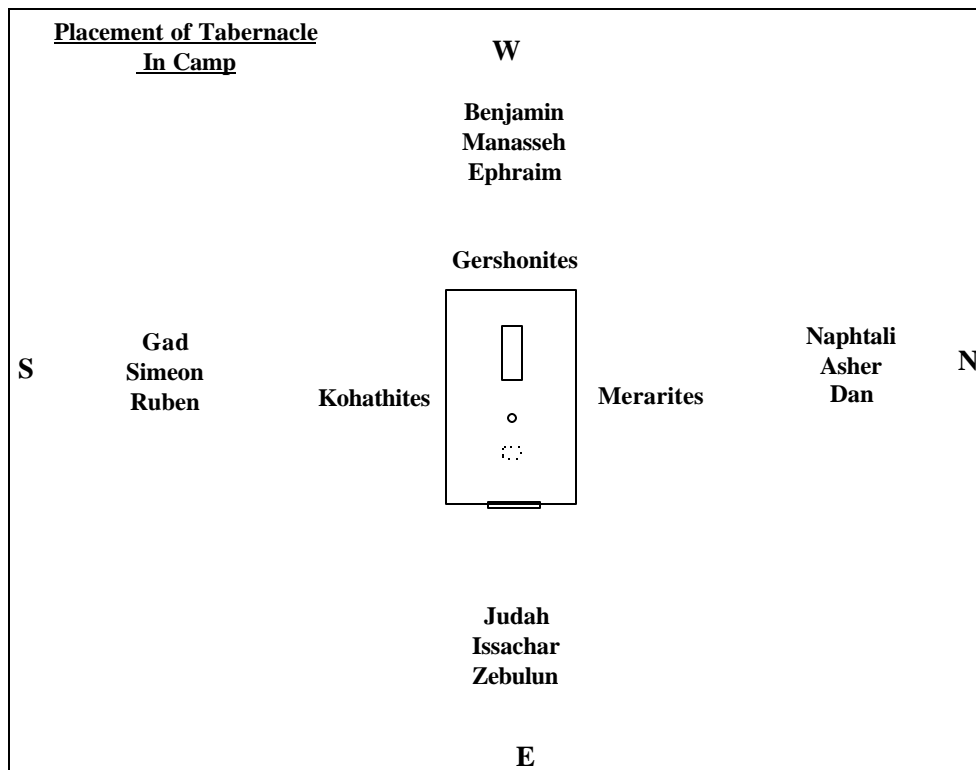 Placement of Tabernacle
In Camp
W
Benjamin
Manasseh
Ephraim
Gershonites
S
Gad
Simeon
Ruben
Kohathites
Merarites
Naphtali
Asher
Dan
N
Judah
Issachar
Zebulun
E